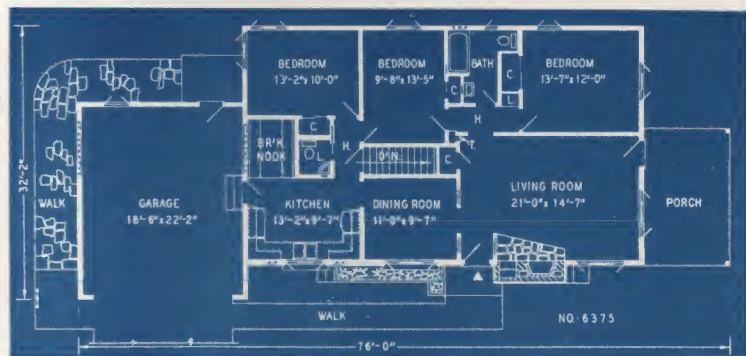 BEDROOM
13'-2" x 10'-0"
BEDROOM
9'-8" x 13'-5"
BATH
BEDROOM
13'-7" x 12'-0"
C.
C.
L.
C.
BR'K.
NOOK
L.
H.
H.
T.
DN.
C.
32'-2"
WALK
GARAGE
18'-6" x 22'-2"
KITCHEN
13'-2" x 9'-7"
DINING ROOM
11'-0" x 9'-7"
LIVING ROOM
21'-0" x 14'-7"
PORCH
WALK
NO. 6375
76'-0"